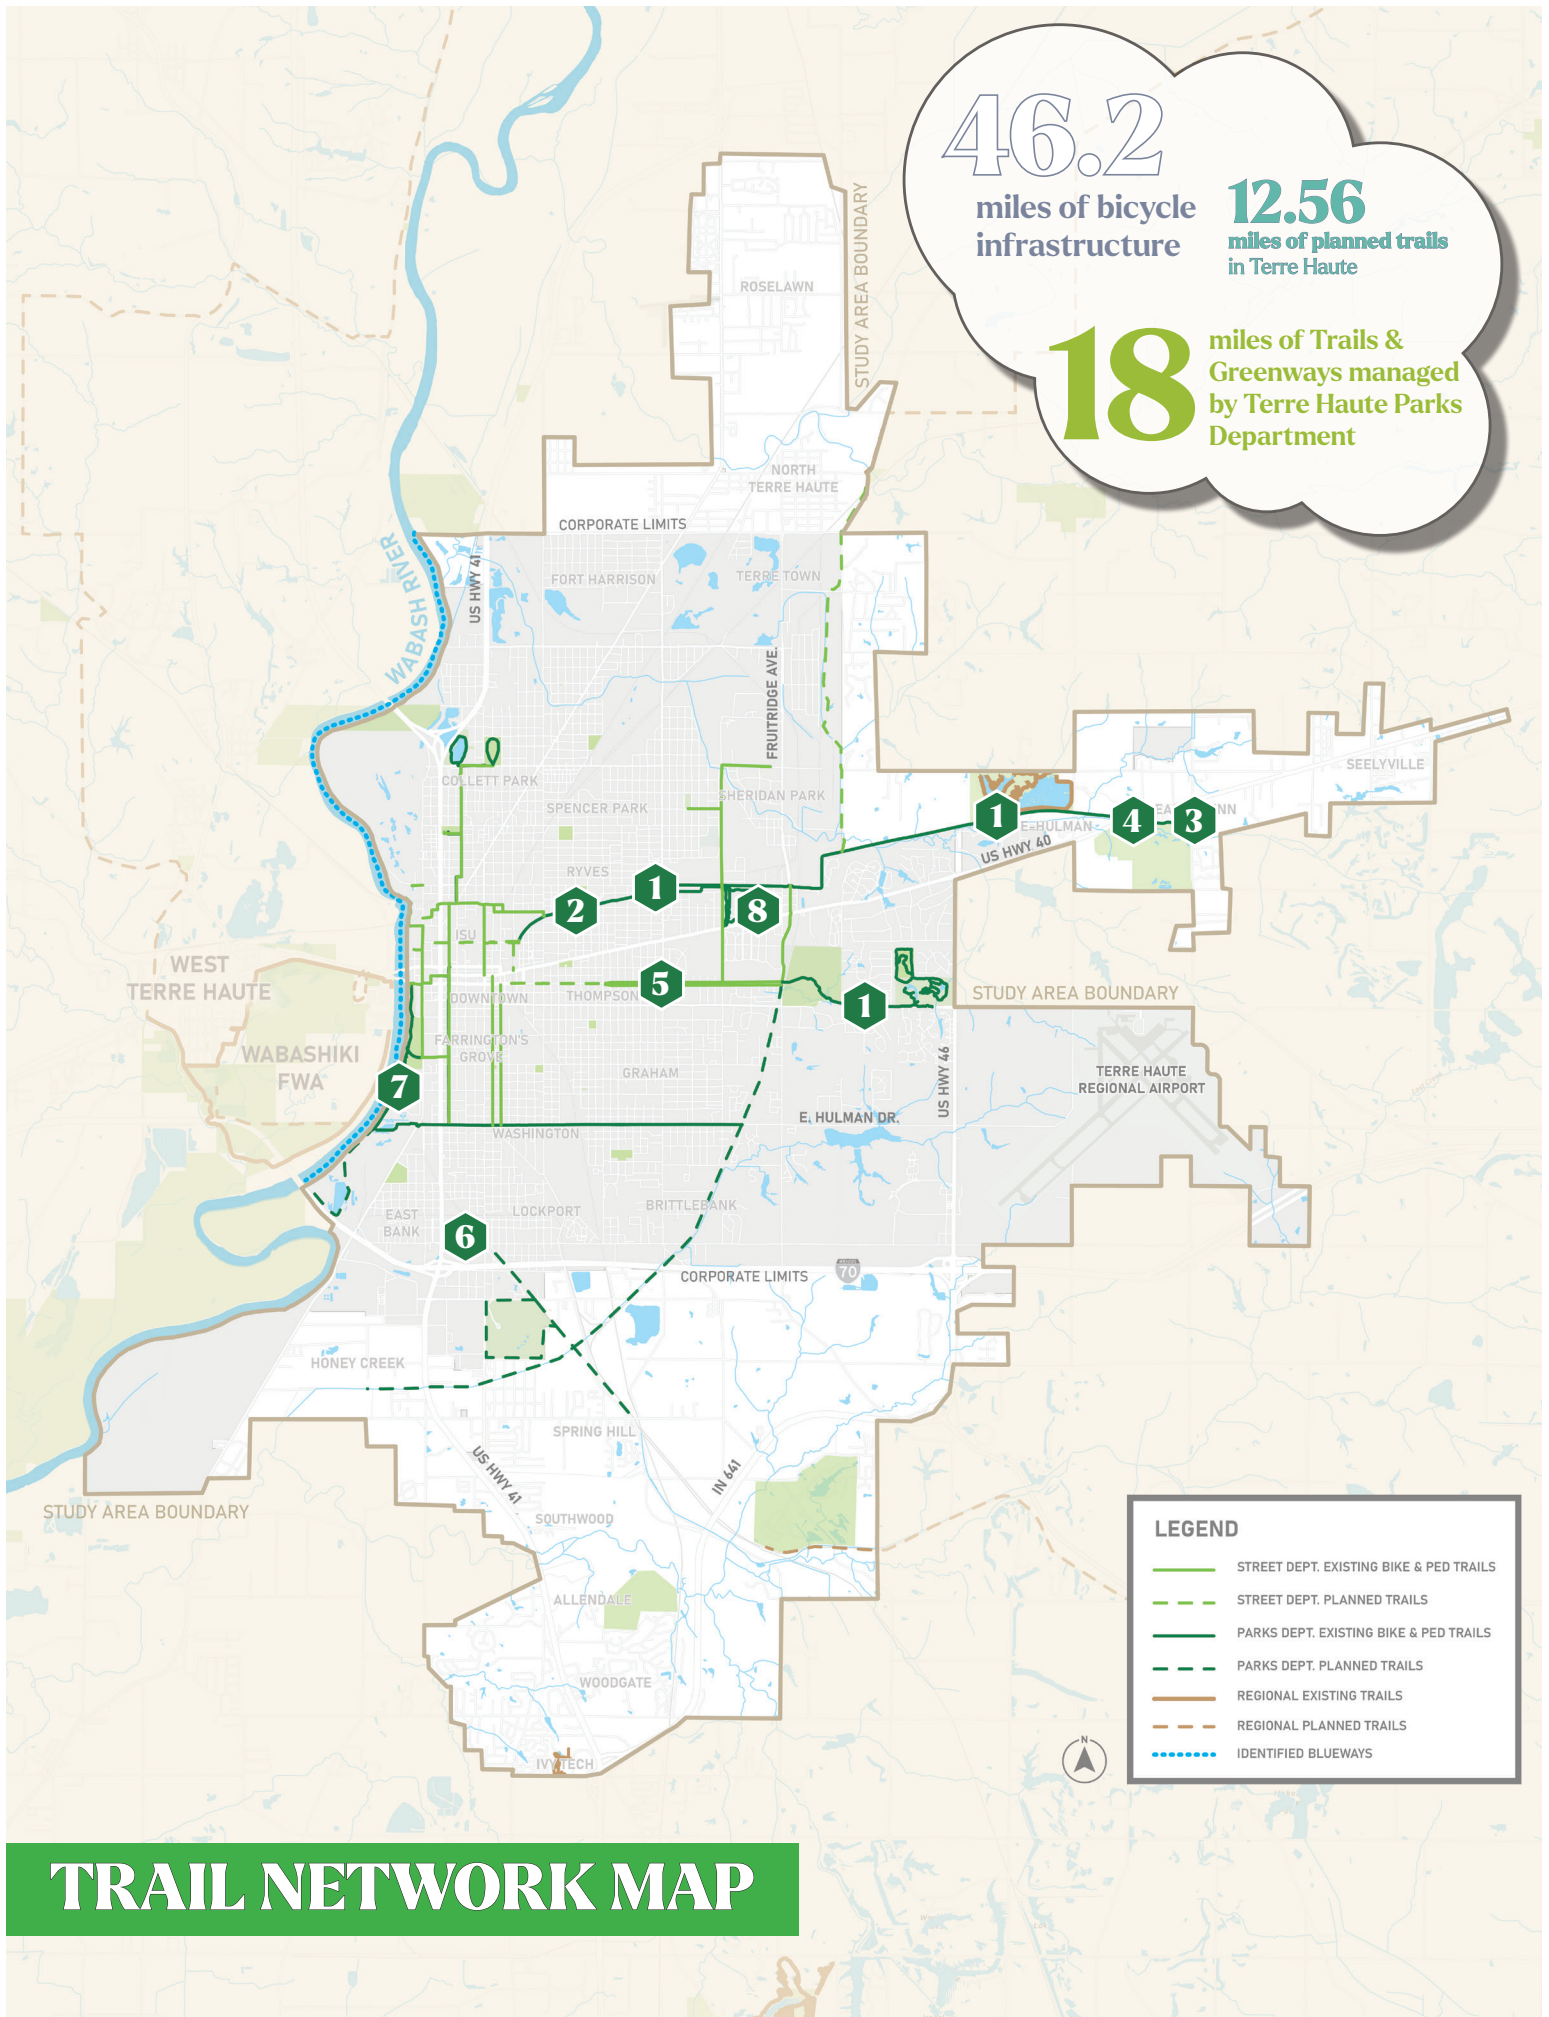 46.2
miles of bicycle
infrastructure
12.56
miles of planned trails
in Terre Haute
18
miles of Trails &
Greenways managed
by Terre Haute Parks
Department
STUDY AREA BOUNDARY
ROSELAWN
NORTH
TERRE HAUTE
CORPORATE LIMITS
WABASH RIVER
US HWY 41
FORT HARRISON
TERRE TOWN
FRUITRIDGE AVE.
COLLETT PARK
SPENCER PARK
SHERIDAN PARK
SEELYVILLE
1
E-HULMAN
4
3
NN
US HWY 40
RYVES
1
2
8
ISU
WEST
TERRE HAUTE
DOWNTOWN
THOMPSON
5
1
STUDY AREA BOUNDARY
FARRINGTON'S
GROVE
WABASHIKI
FWA
7
GRAHAM
US HWY 46
TERRE HAUTE
REGIONAL AIRPORT
E. HULMAN DR.
WASHINGTON
EAST
BANK
LOCKPORT
BRITTLEBANK
6
CORPORATE LIMITS
70
HONEY CREEK
SPRING HILL
US HWY 41
IN 641
STUDY AREA BOUNDARY
SOUTHWOOD
ALLENDALE
WOODGATE
IVY TECH
LEGEND
STREET DEPT. EXISTING BIKE & PED TRAILS
STREET DEPT. PLANNED TRAILS
PARKS DEPT. EXISTING BIKE & PED TRAILS
PARKS DEPT. PLANNED TRAILS
REGIONAL EXISTING TRAILS
REGIONAL PLANNED TRAILS
IDENTIFIED BLUEWAYS
N
TRAIL NETWORK MAP